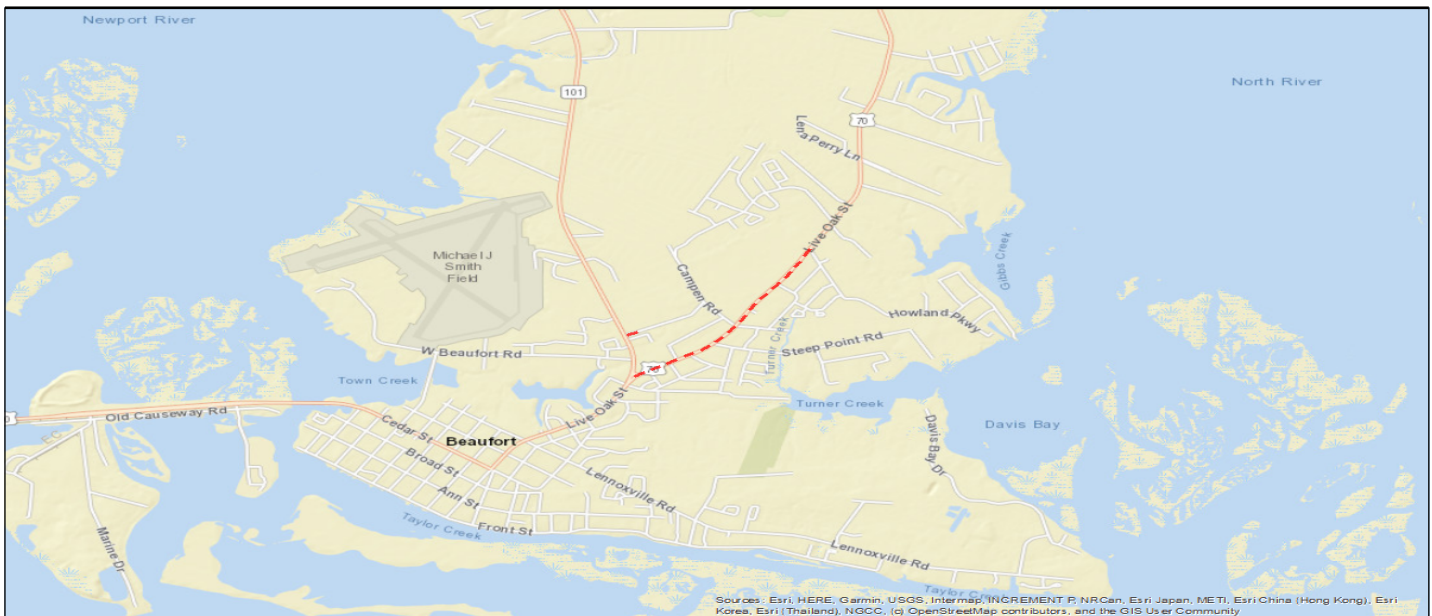 Newport River
North River
101
70
Lena Perry Ln
Live Oak St
Michael J
Smith
Field
Gibbs Creek
Campen Rd
Howland Pkwy
W Beaufort Rd
Turner Creek
Steep Point Rd
70
Town Creek
Old Causeway Rd
Live Oak St
Turner Creek
Cedar St
Beaufort
Davis Bay
Davis Bay Dr
Broad St
Lennoxville Rd
Ann St
Taylor Creek
Front St
Marine Dr
Lennoxville Rd
Taylor Creek
Sources: Esri, HERE, Garmin, USGS, Intermap, INCREMENT P, NRCan, Esri Japan, METI, Esri China (Hong Kong), Esri
Korea, Esri (Thailand), NGCC, (c) OpenStreetMap contributors, and the GIS User Community